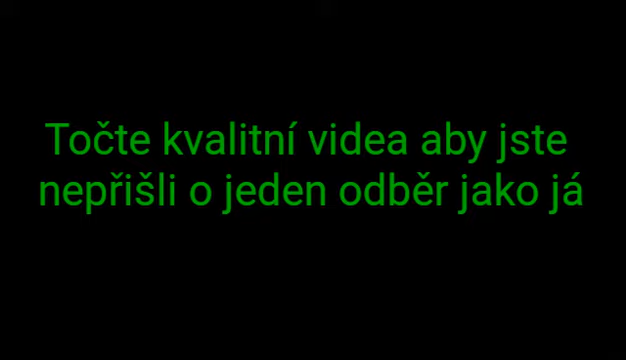 Točte kvalitní videa aby jste
nepřišli o jeden odběr jako já